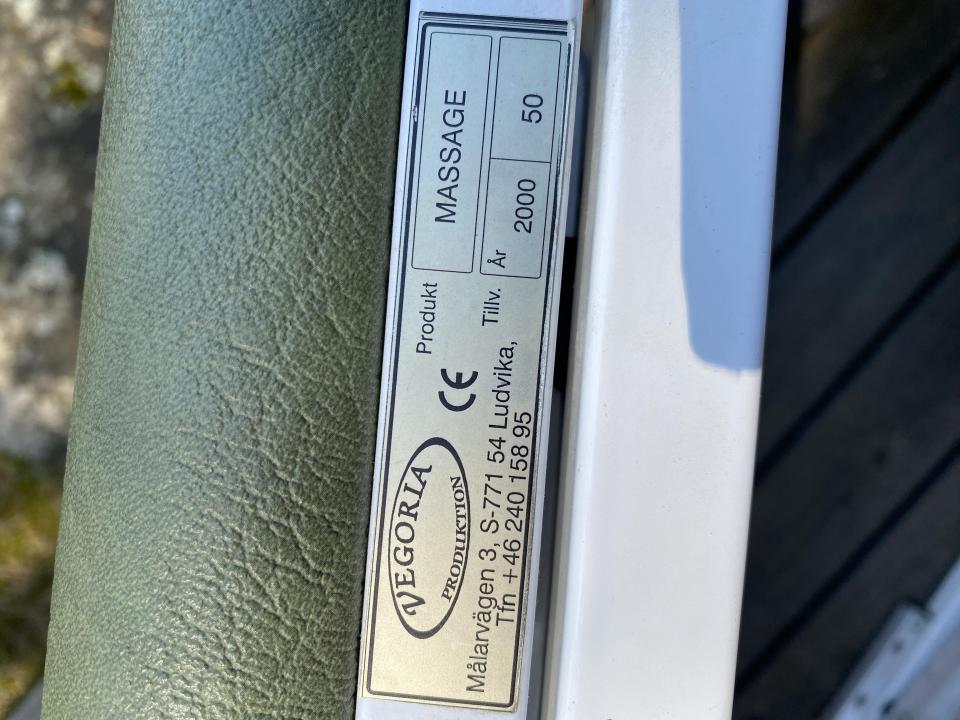 VEGORIA
PRODUKTION
CE
Produkt MASSAGE
Målarvägen 3, S-771 54 Ludvika, Tillv. År 2000 50
Tfn +46 240 158 95